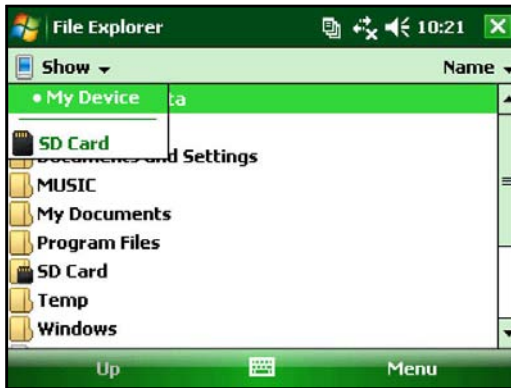 File Explorer 10:21
Show Name
My Device ta
SD Card
Documents and Settings
MUSIC
My Documents
Program Files
SD Card
Temp
Windows
Up Menu